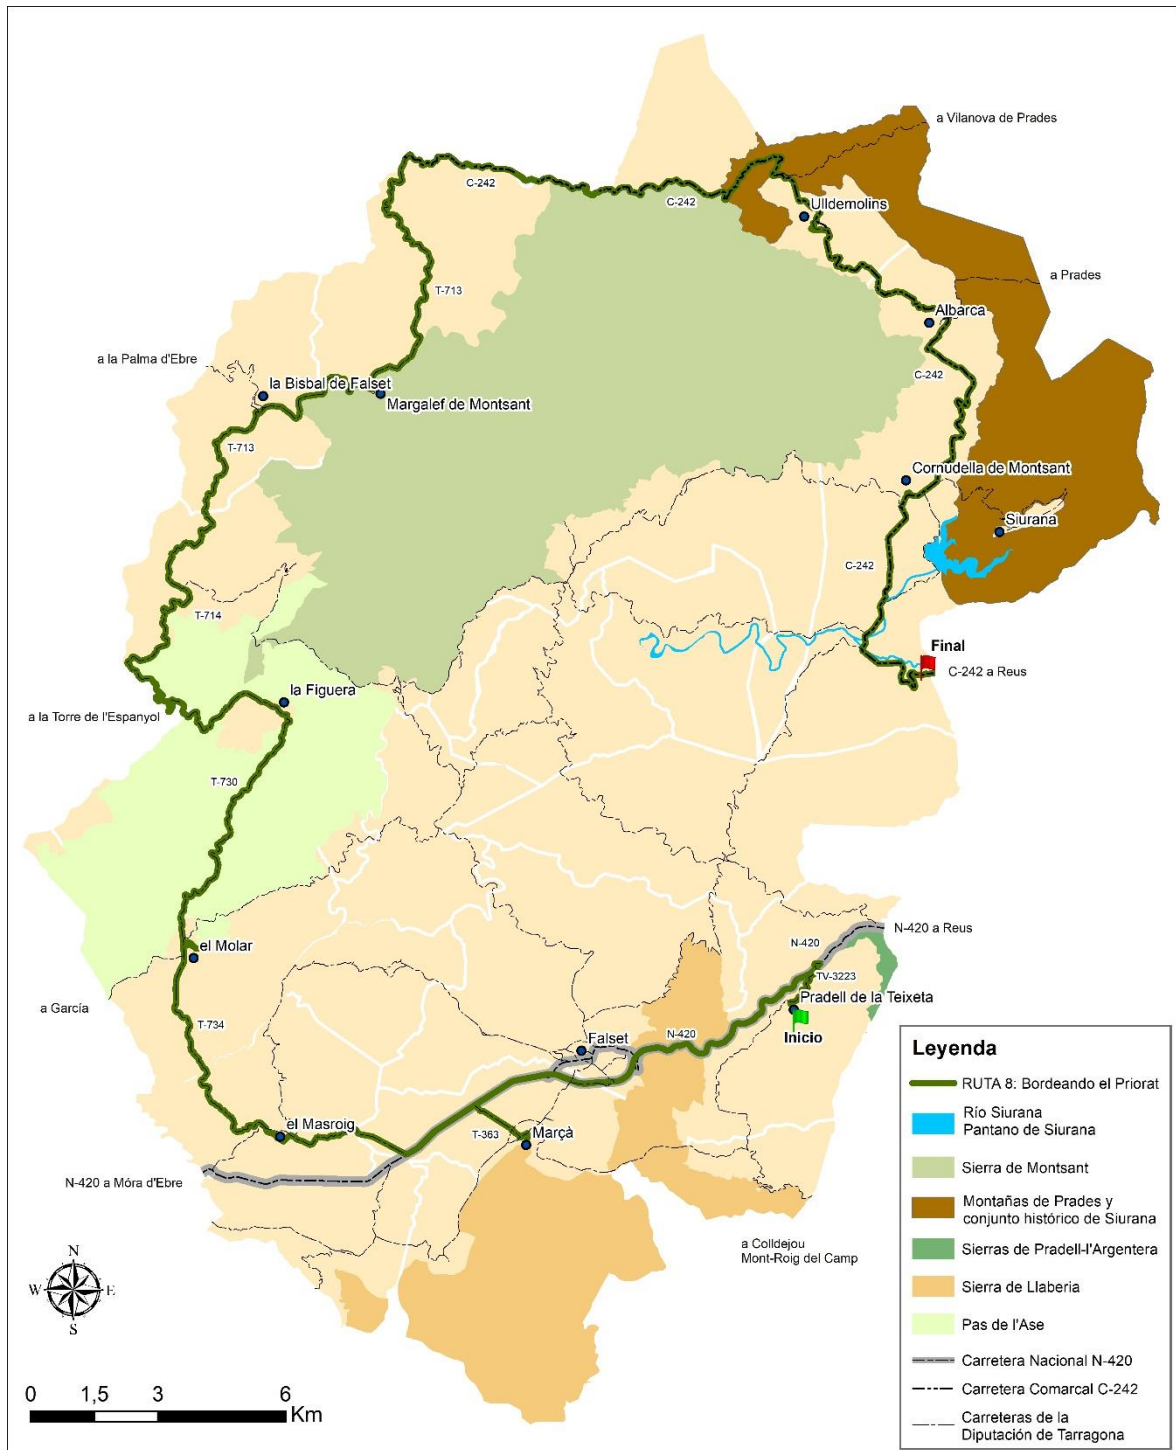 a Vilanova de Prades
C-242
C-242
Ulldemolins
a Prades
T-713
Albarca
a la Palma d'Ebre
la Bisbal de Falset
C-242
Margalef de Montsant
T-713
Cornudella de Montsant
Siurana
C-242
T-714
Final
C-242 a Reus
la Figuera
a la Torre de l'Espanyol
T-730
N-420 a Reus
el Molar
N-420
TV-3223
Pradell de la Teixeta
a García
T-734
Falset
N-420
Inicio
el Masroig
T-363
Marçà
N-420 a Móra d'Ebre
a Colldejou
Mont-Roig del Camp
N
W
E
S
0
1,5
3
6
Km
Leyenda
RUTA 8: Bordeando el Priorat
Río Siurana
Pantano de Siurana
Sierra de Montsant
Montañas de Prades y
conjunto histórico de Siurana
Sierras de Pradell-l'Argentera
Sierra de Llaberia
Pas de l'Ase
Carretera Nacional N-420
Carretera Comarcal C-242
Carreteras de la
Diputación de Tarragona